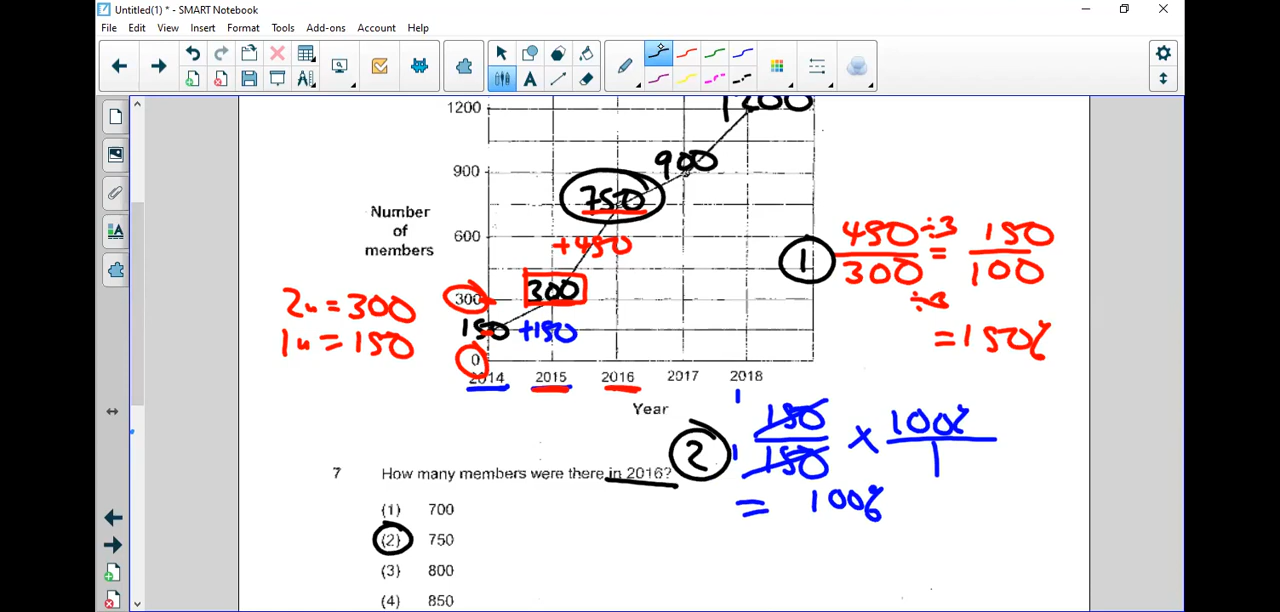 Untitled(1) * - SMART Notebook
File Edit View Insert Format Tools Add-ons Account Help
1200
1200
900
900
750
Number
of
members
600
+450
1 450 ÷3 = 150
300 ÷3 100
= 150%
300
300
2u = 300
1u = 150
150
+150
0
2014 2015 2016 2017 2018
Year
2 1 150 × 100%
1 150 1
= 100%
7 How many members were there in 2016?
(1) 700
(2) 750
(3) 800
(4) 850